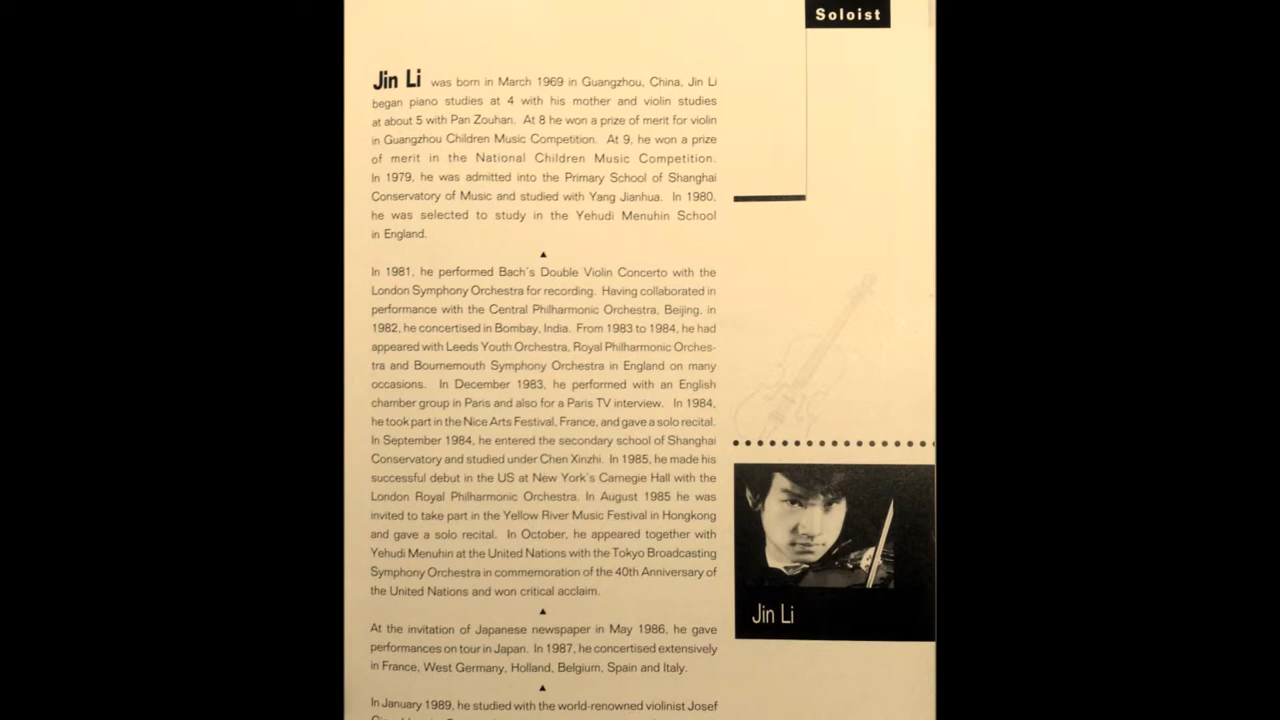 Soloist
Jin Li was born in March 1969 in Guangzhou, China, Jin Li
began piano studies at 4 with his mother and violin studies
at about 5 with Pan Zouhan. At 8 he won a prize of merit for violin
in Guangzhou Children Music Competition. At 9, he won a prize
of merit in the National Children Music Competition.
In 1979, he was admitted into the Primary School of Shanghai
Conservatory of Music and studied with Yang Jianhua. In 1980,
he was selected to study in the Yehudi Menuhin School
in England.
In 1981, he performed Bach's Double Violin Concerto with the
London Symphony Orchestra for recording. Having collaborated in
performance with the Central Philharmonic Orchestra, Beijing, in
1982, he concertised in Bombay, India. From 1983 to 1984, he had
appeared with Leeds Youth Orchestra, Royal Philharmonic Orches-
tra and Bournemouth Symphony Orchestra in England on many
occasions. In December 1983, he performed with an English
chamber group in Paris and also for a Paris TV interview. In 1984,
he took part in the Nice Arts Festival, France, and gave a solo recital.
In September 1984, he entered the secondary school of Shanghai
Conservatory and studied under Chen Xinzhi. In 1985, he made his
successful debut in the US at New York's Carnegie Hall with the
London Royal Philharmonic Orchestra. In August 1985 he was
invited to take part in the Yellow River Music Festival in Hongkong
and gave a solo recital. In October, he appeared together with
Yehudi Menuhin at the United Nations with the Tokyo Broadcasting
Symphony Orchestra in commemoration of the 40th Anniversary of
the United Nations and won critical acclaim.
At the invitation of Japanese newspaper in May 1986, he gave
performances on tour in Japan. In 1987, he concertised extensively
in France, West Germany, Holland, Belgium, Spain and Italy.
In January 1989, he studied with the world-renowned violinist Josef
Jin Li